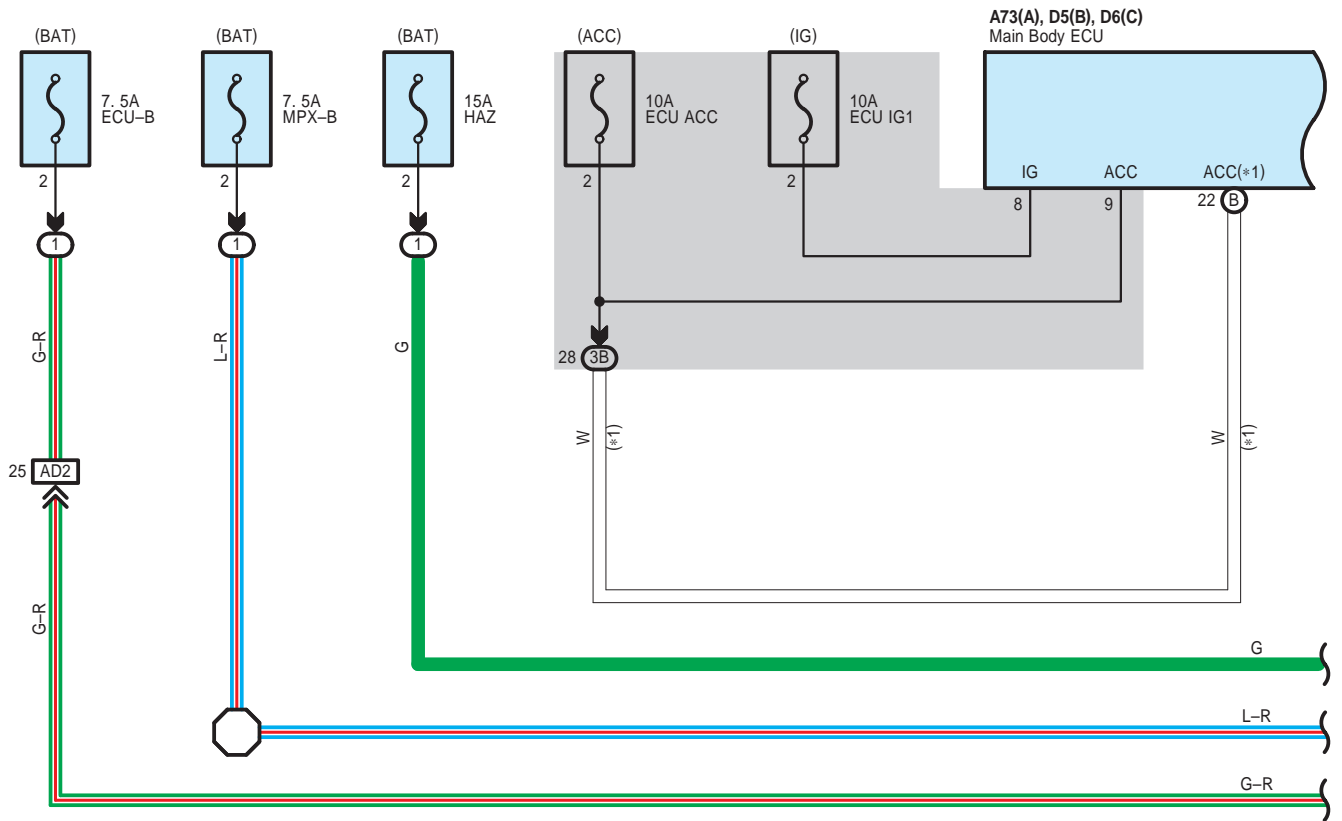 A73(A), D5(B), D6(C)
Main Body ECU
(BAT)
(BAT)
(BAT)
(ACC)
(IG)
7. 5A
ECU–B
7. 5A
MPX–B
15A
HAZ
10A
ECU ACC
10A
ECU IG1
IG
ACC
ACC(*1)
2
2
2
2
2
8
9
22
B
1
1
1
G–R
L–R
G
28
3B
W
(*1)
W
(*1)
25
AD2
G–R
G
L–R
G–R